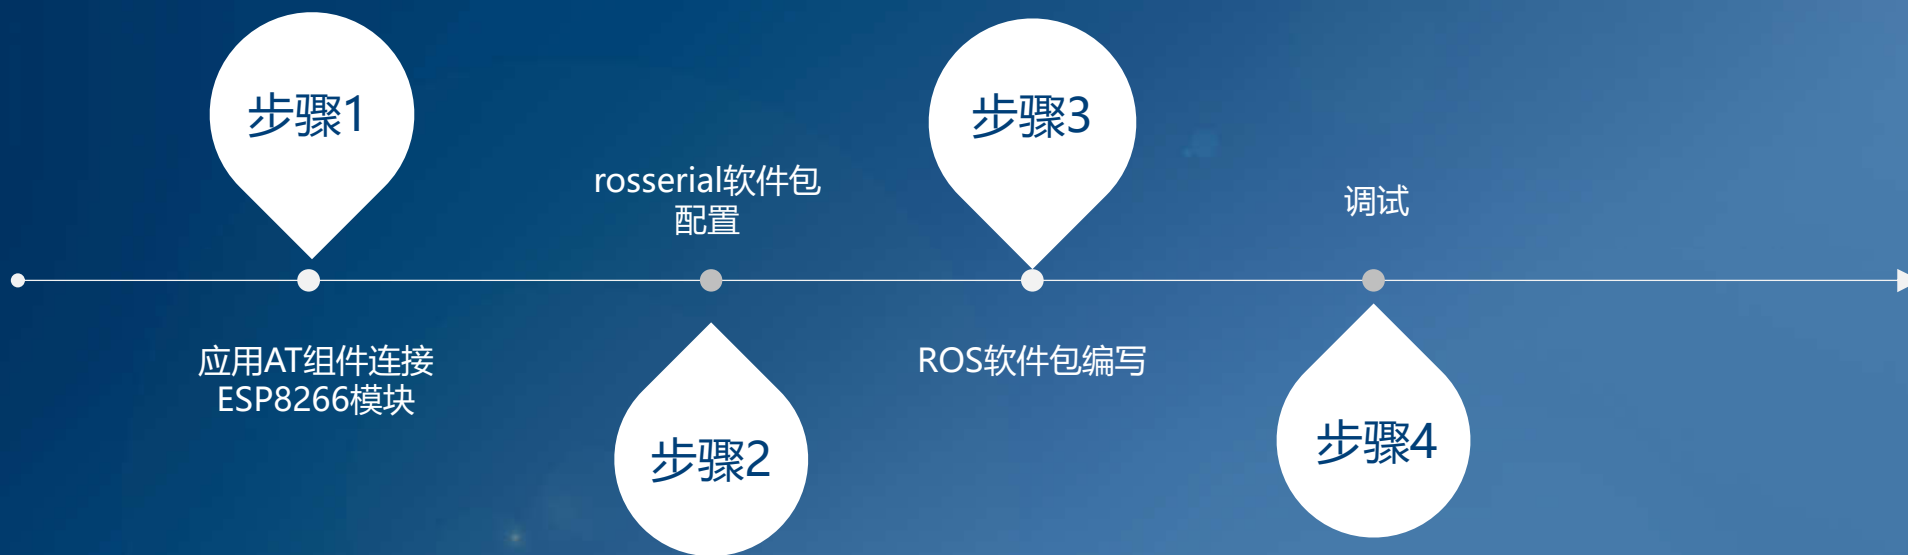 步骤1
应用AT组件连接
ESP8266模块
rosserial软件包
配置
步骤2
步骤3
ROS软件包编写
调试
步骤4